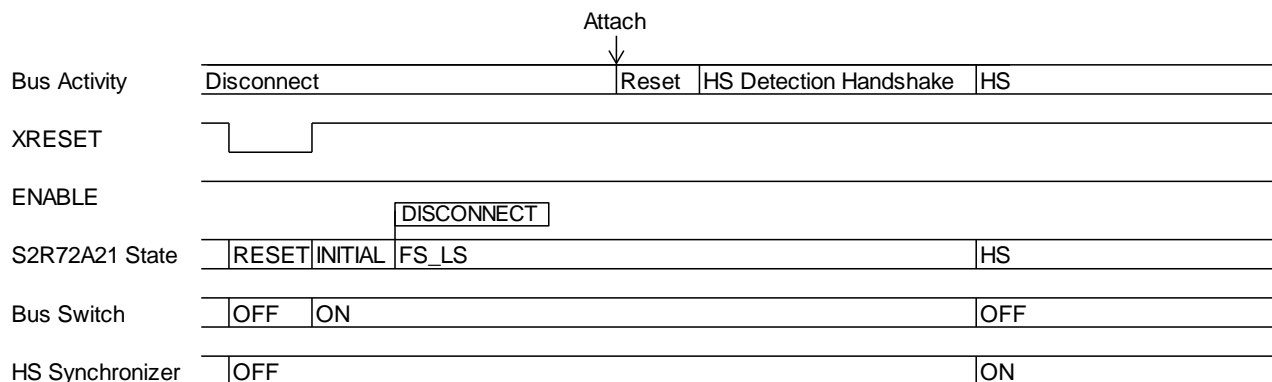 Attach
Bus Activity Disconnect Reset HS Detection Handshake HS
XRESET
ENABLE
DISCONNECT
S2R72A21 State RESET INITIAL FS_LS HS
Bus Switch OFF ON OFF
HS Synchronizer OFF ON